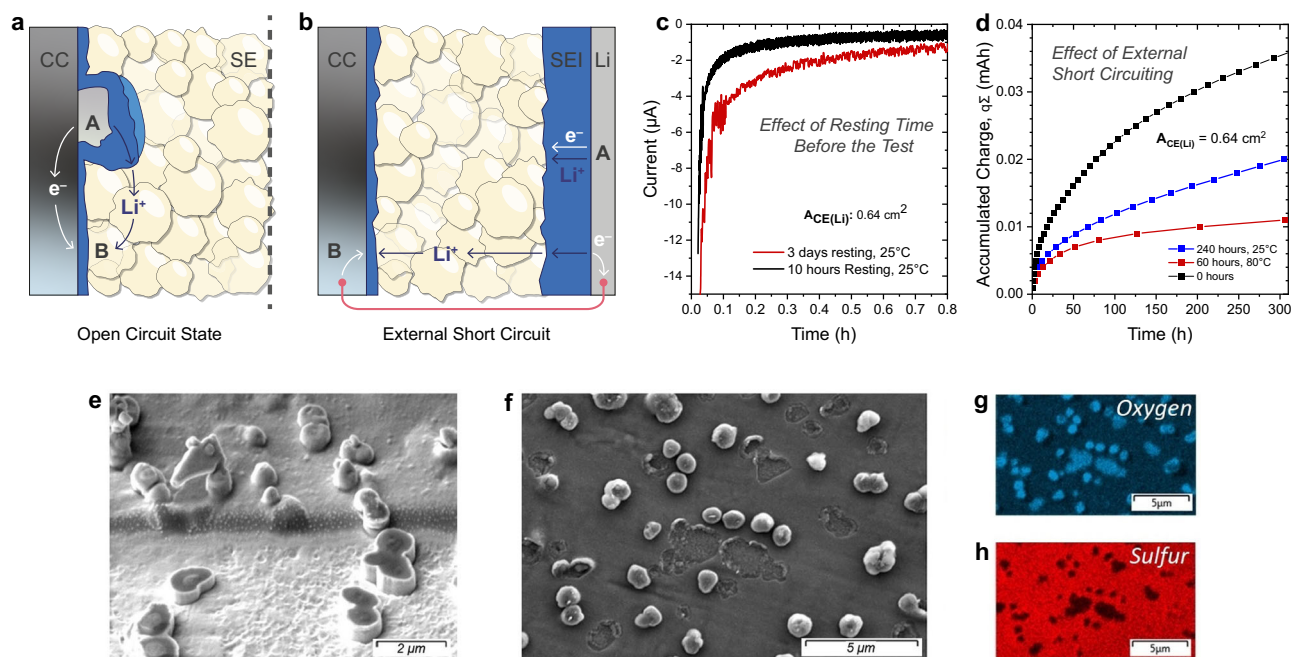 a
CC
SE
A
e⁻
Li⁺
B
Open Circuit State
b
CC
SEI
Li
e⁻
A
Li⁺
B
Li⁺
e⁻
External Short Circuit
c
Current (µA)
0
-2
-4
-6
-8
-10
-12
-14
Effect of Resting Time
Before the Test
A_CE(Li): 0.64 cm²
3 days resting, 25°C
10 hours Resting, 25°C
0.0 0.1 0.2 0.3 0.4 0.5 0.6 0.7 0.8
Time (h)
d
Accumulated Charge, qΣ (mAh)
0.04
0.03
0.02
0.01
0.00
Effect of External
Short Circuiting
A_CE(Li) = 0.64 cm²
240 hours, 25°C
60 hours, 80°C
0 hours
0 50 100 150 200 250 300
Time (h)
e
2 µm
f
5 µm
g
Oxygen
5µm
h
Sulfur
5µm